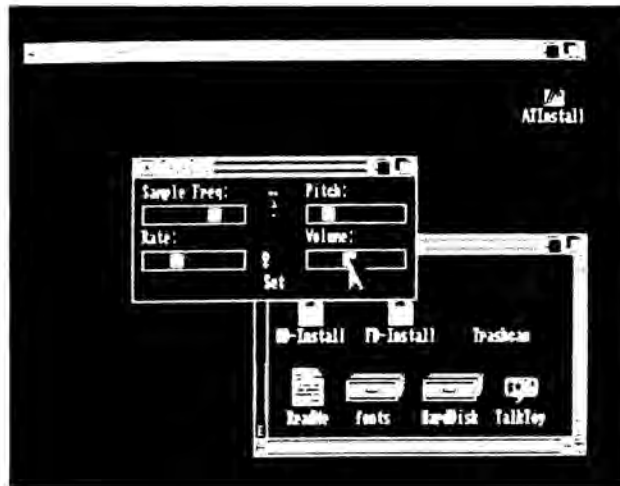 ATInstall
Sample Freq: Pitch:
Rate: Volume:
Set
HD-Install FD-Install Trashcan
ReadMe fonts HardDisk TalkToy